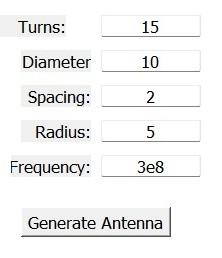 Turns: 15
Diameter 10
Spacing: 2
Radius: 5
Frequency: 3e8
Generate Antenna